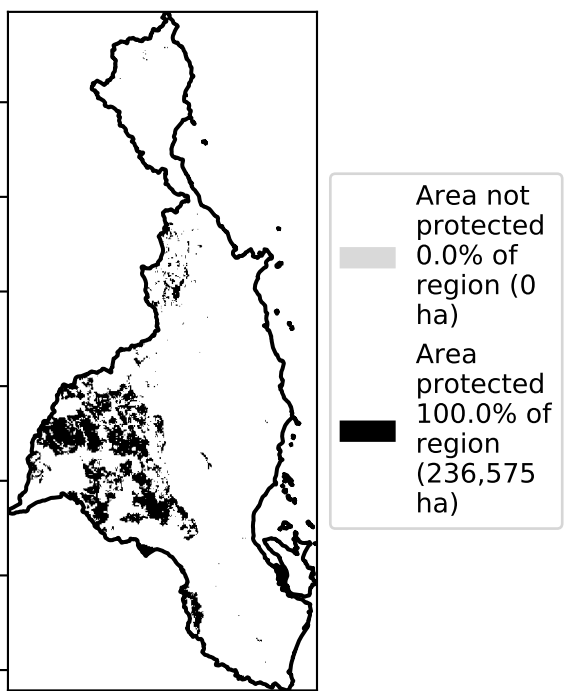 Area not
protected
0.0% of
region (0
ha)
Area
protected
100.0% of
region
(236,575
ha)